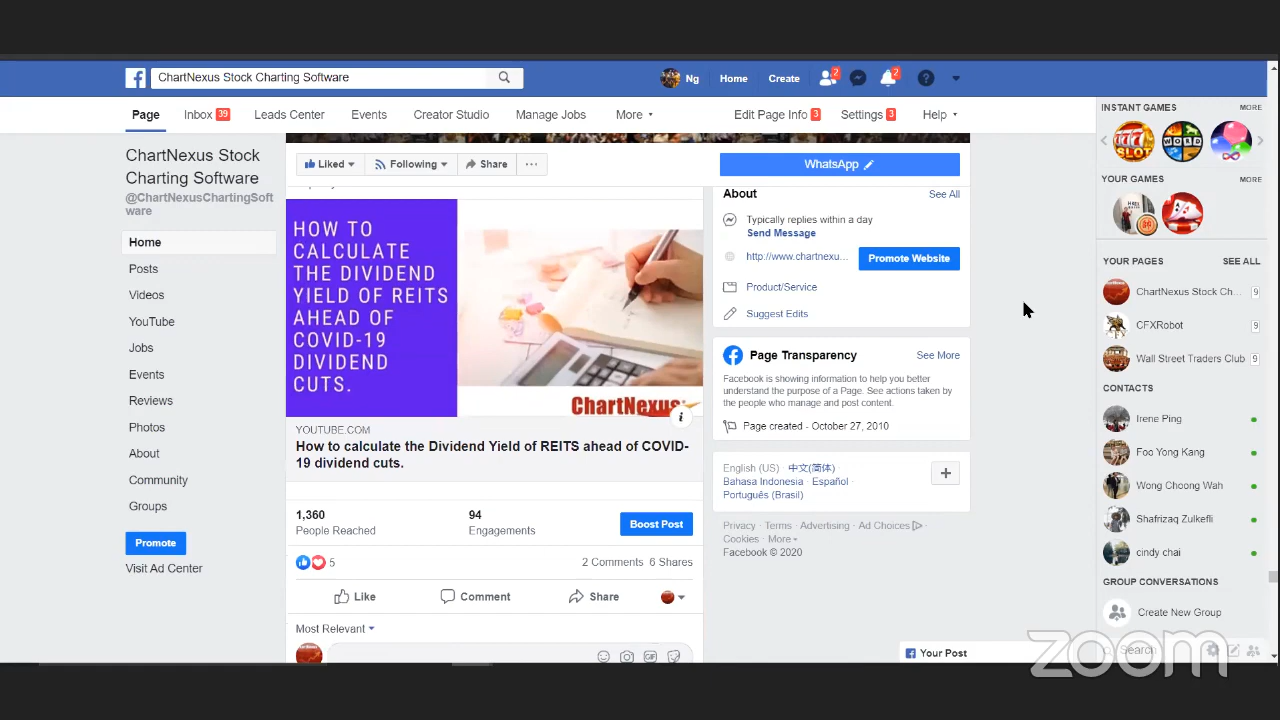 ChartNexus Stock Charting Software
Ng
Home
Create
2
2
Page
Inbox 39
Leads Center
Events
Creator Studio
Manage Jobs
More
Edit Page Info 3
Settings 3
Help
ChartNexus Stock
Charting Software
@ChartNexusChartingSoft
ware
Home
Posts
Videos
YouTube
Jobs
Events
Reviews
Photos
About
Community
Groups
Promote
Visit Ad Center
Liked
Following
Share
WhatsApp
HOW TO
CALCULATE
THE DIVIDEND
YIELD OF REITS
AHEAD OF
COVID-19
DIVIDEND
CUTS.
ChartNexus
YOUTUBE.COM
How to calculate the Dividend Yield of REITS ahead of COVID-
19 dividend cuts.
1,360
People Reached
94
Engagements
Boost Post
5
2 Comments 6 Shares
Like
Comment
Share
Most Relevant
GIF
About
See All
Typically replies within a day
Send Message
http://www.chartnexu...
Promote Website
Product/Service
Suggest Edits
Page Transparency
See More
Facebook is showing information to help you better
understand the purpose of a Page. See actions taken by
the people who manage and post content.
Page created - October 27, 2010
English (US) · 中文(简体) ·
Bahasa Indonesia · Español ·
Português (Brasil)
Privacy · Terms · Advertising · Ad Choices ·
Cookies · More
Facebook © 2020
INSTANT GAMES
MORE
SLOT
WORD
YOUR GAMES
MORE
YOUR PAGES
SEE ALL
ChartNexus Stock Ch... 9
CFXRobot 9
Wall Street Traders Club 9
CONTACTS
Irene Ping
Foo Yong Kang
Wong Choong Wah
Shafrizaq Zulkefli
cindy chai
GROUP CONVERSATIONS
Create New Group
Search
Your Post
zoom